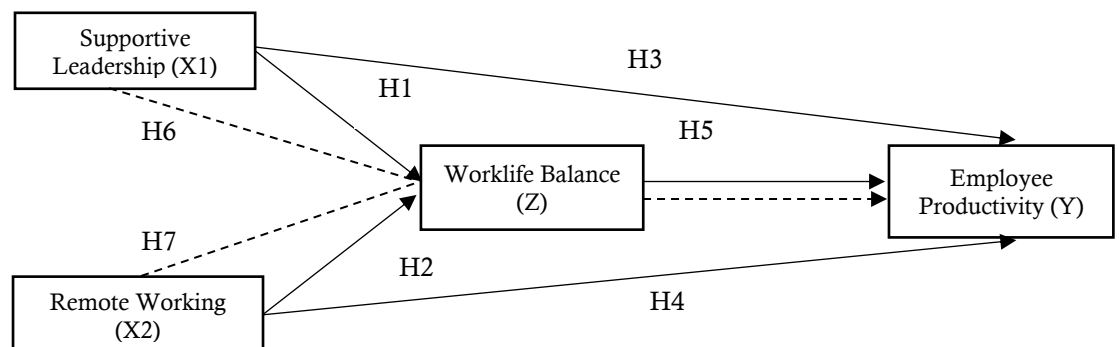 Supportive
Leadership (X1)
H3
H1
H6
H5
Worklife Balance
(Z)
Employee
Productivity (Y)
H7
H2
H4
Remote Working
(X2)